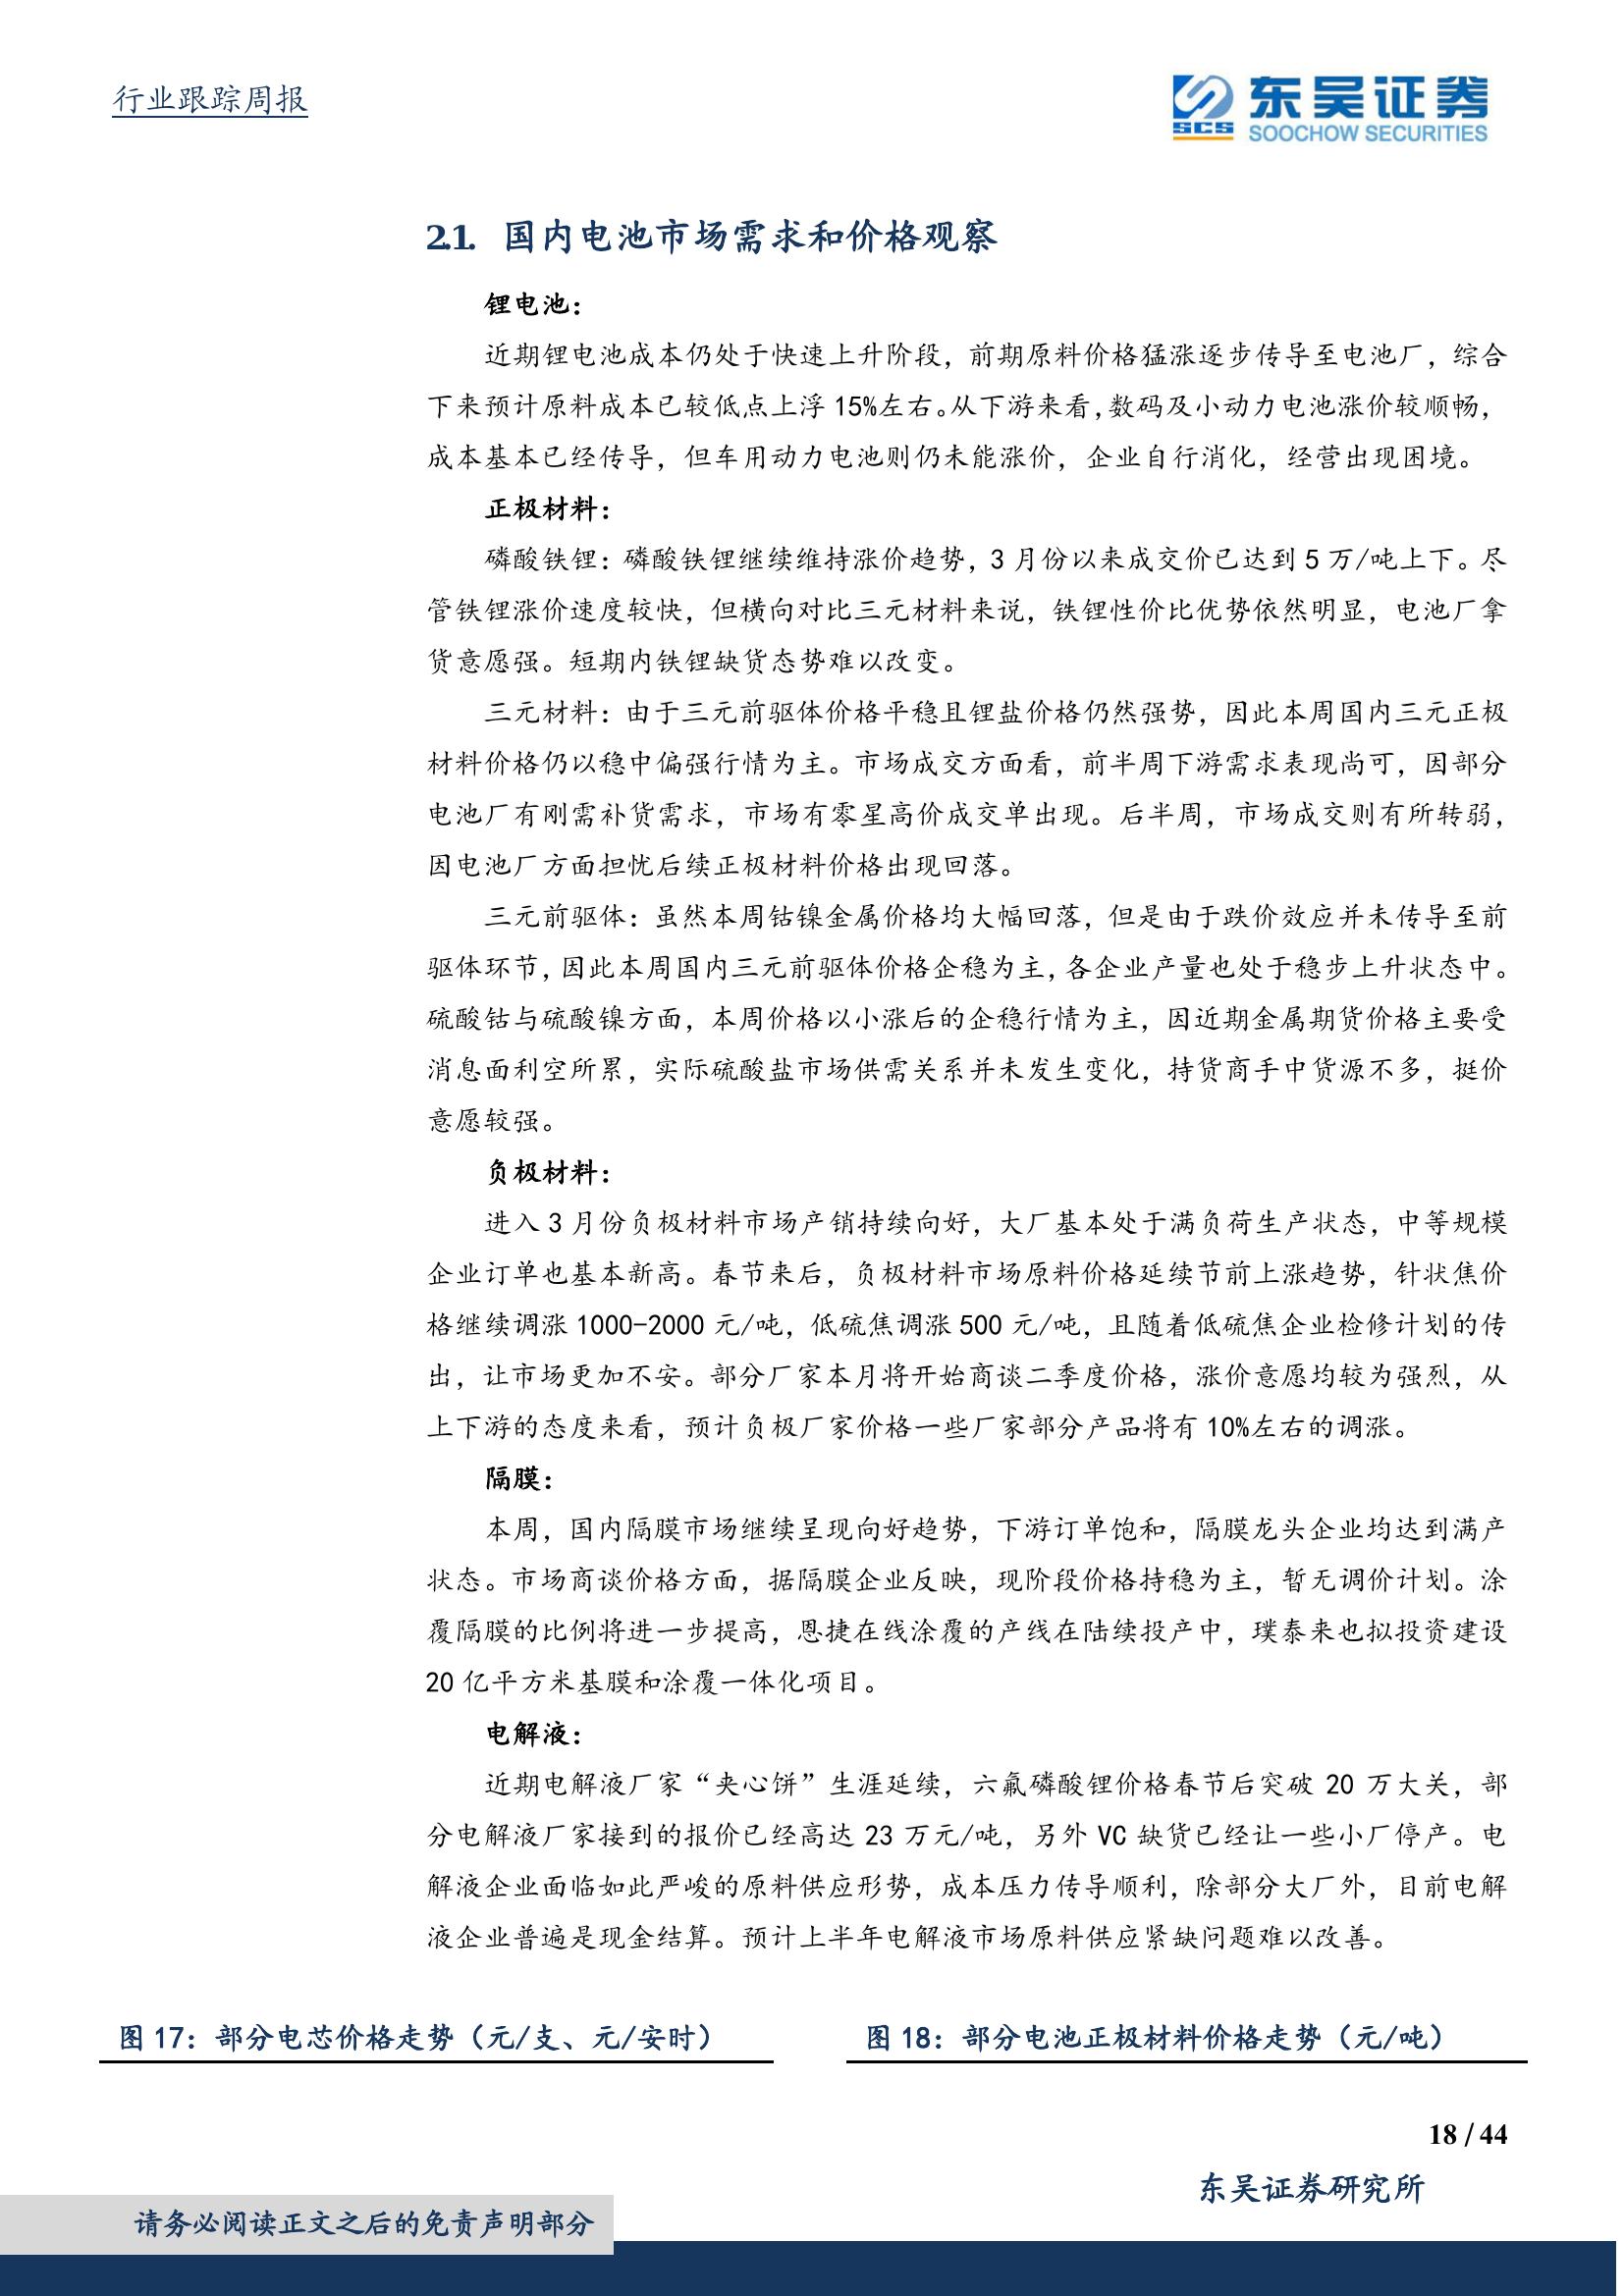 行业跟踪周报
东吴证券
SCS
SOOCHOW SECURITIES
2.1. 国内电池市场需求和价格观察
锂电池：
近期锂电池成本仍处于快速上升阶段，前期原料价格猛涨逐步传导至电池厂，综合
下来预计原料成本已较低点上浮 15%左右。从下游来看，数码及小动力电池涨价较顺畅，
成本基本已经传导，但车用动力电池则仍未能涨价，企业自行消化，经营出现困境。
正极材料：
磷酸铁锂：磷酸铁锂继续维持涨价趋势，3 月份以来成交价已达到 5 万/吨上下。尽
管铁锂涨价速度较快，但横向对比三元材料来说，铁锂性价比优势依然明显，电池厂拿
货意愿强。短期内铁锂缺货态势难以改变。
三元材料：由于三元前驱体价格平稳且锂盐价格仍然强势，因此本周国内三元正极
材料价格仍以稳中偏强行情为主。市场成交方面看，前半周下游需求表现尚可，因部分
电池厂有刚需补货需求，市场有零星高价成交单出现。后半周，市场成交则有所转弱，
因电池厂方面担忧后续正极材料价格出现回落。
三元前驱体：虽然本周钴镍金属价格均大幅回落，但是由于跌价效应并未传导至前
驱体环节，因此本周国内三元前驱体价格企稳为主，各企业产量也处于稳步上升状态中。
硫酸钴与硫酸镍方面，本周价格以小涨后的企稳行情为主，因近期金属期货价格主要受
消息面利空所累，实际硫酸盐市场供需关系并未发生变化，持货商手中货源不多，挺价
意愿较强。
负极材料：
进入 3 月份负极材料市场产销持续向好，大厂基本处于满负荷生产状态，中等规模
企业订单也基本新高。春节来后，负极材料市场原料价格延续节前上涨趋势，针状焦价
格继续调涨 1000-2000 元/吨，低硫焦调涨 500 元/吨，且随着低硫焦企业检修计划的传
出，让市场更加不安。部分厂家本月将开始商谈二季度价格，涨价意愿均较为强烈，从
上下游的态度来看，预计负极厂家价格一些厂家部分产品将有 10%左右的调涨。
隔膜：
本周，国内隔膜市场继续呈现向好趋势，下游订单饱和，隔膜龙头企业均达到满产
状态。市场商谈价格方面，据隔膜企业反映，现阶段价格持稳为主，暂无调价计划。涂
覆隔膜的比例将进一步提高，恩捷在线涂覆的产线在陆续投产中，璞泰来也拟投资建设
20 亿平方米基膜和涂覆一体化项目。
电解液：
近期电解液厂家“夹心饼”生涯延续，六氟磷酸锂价格春节后突破 20 万大关，部
分电解液厂家接到的报价已经高达 23 万元/吨，另外 VC 缺货已经让一些小厂停产。电
解液企业面临如此严峻的原料供应形势，成本压力传导顺利，除部分大厂外，目前电解
液企业普遍是现金结算。预计上半年电解液市场原料供应紧缺问题难以改善。
图 17：部分电芯价格走势（元/支、元/安时）
图 18：部分电池正极材料价格走势（元/吨）
18 / 44
东吴证券研究所
请务必阅读正文之后的免责声明部分